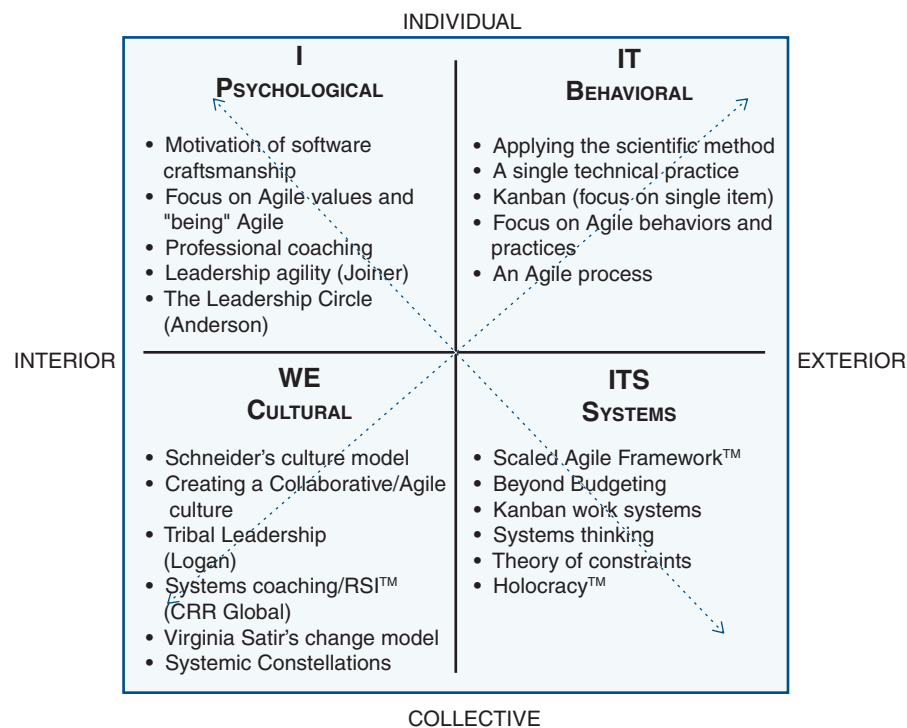 INDIVIDUAL
I
PSYCHOLOGICAL
• Motivation of software
craftsmanship
• Focus on Agile values and
"being" Agile
• Professional coaching
• Leadership agility (Joiner)
• The Leadership Circle
(Anderson)
IT
BEHAVIORAL
• Applying the scientific method
• A single technical practice
• Kanban (focus on single item)
• Focus on Agile behaviors and
practices
• An Agile process
INTERIOR
EXTERIOR
WE
CULTURAL
• Schneider’s culture model
• Creating a Collaborative/Agile
culture
• Tribal Leadership
(Logan)
• Systems coaching/RSI™
(CRR Global)
• Virginia Satir’s change model
• Systemic Constellations
ITS
SYSTEMS
• Scaled Agile Framework™
• Beyond Budgeting
• Kanban work systems
• Systems thinking
• Theory of constraints
• Holocracy™
COLLECTIVE